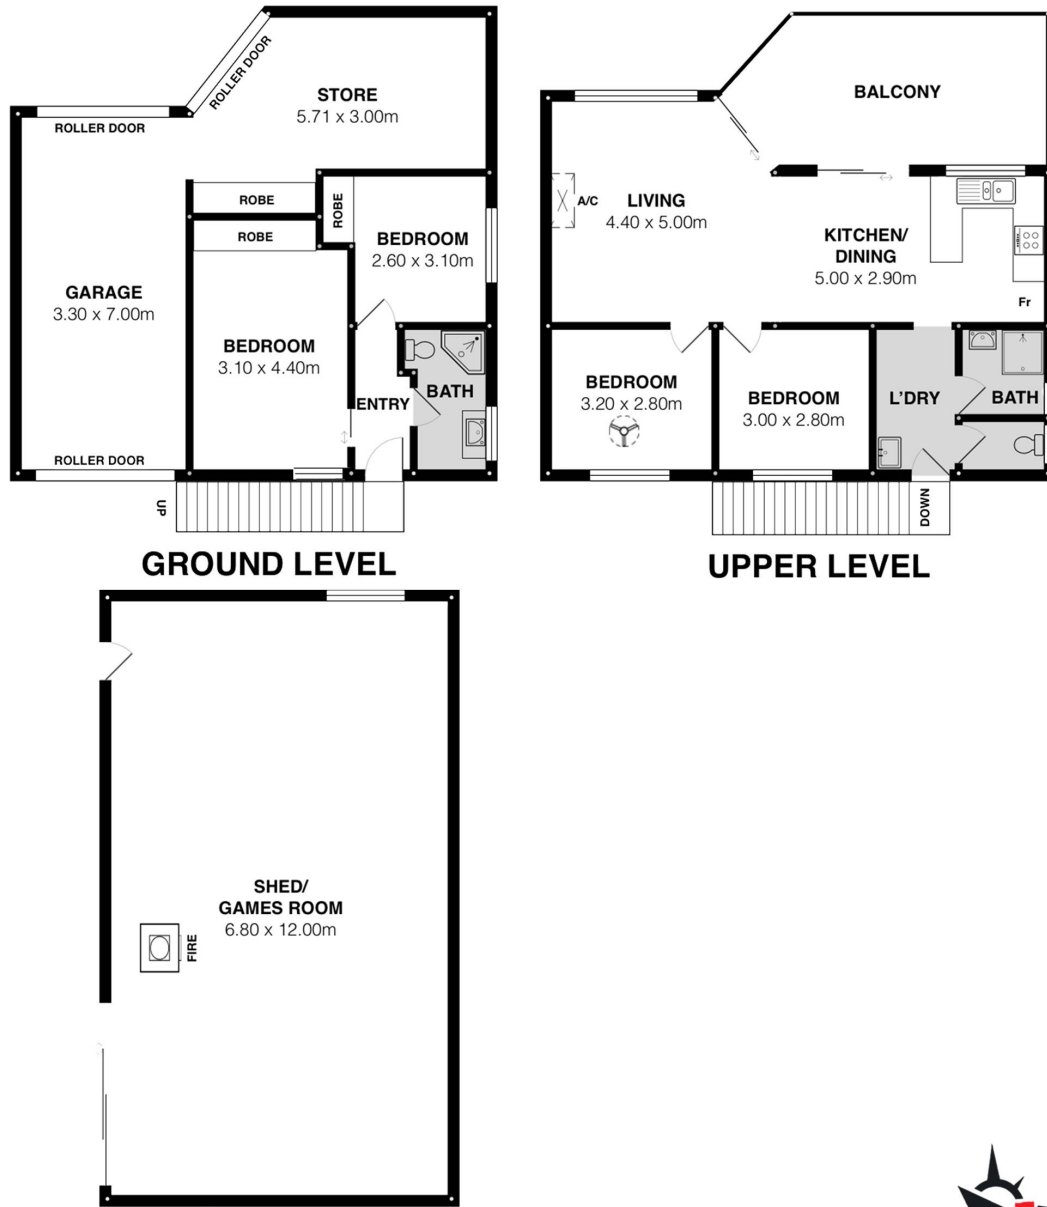 ROLLER DOOR
ROLLER DOOR
STORE
5.71 x 3.00m
ROBE
ROBE
ROBE
BEDROOM
2.60 x 3.10m
GARAGE
3.30 x 7.00m
BEDROOM
3.10 x 4.40m
BATH
ENTRY
ROLLER DOOR
UP
GROUND LEVEL
BALCONY
A/C
LIVING
4.40 x 5.00m
KITCHEN/
DINING
5.00 x 2.90m
Fr
BEDROOM
3.20 x 2.80m
BEDROOM
3.00 x 2.80m
L'DRY
BATH
DOWN
UPPER LEVEL
SHED/
GAMES ROOM
6.80 x 12.00m
FIRE